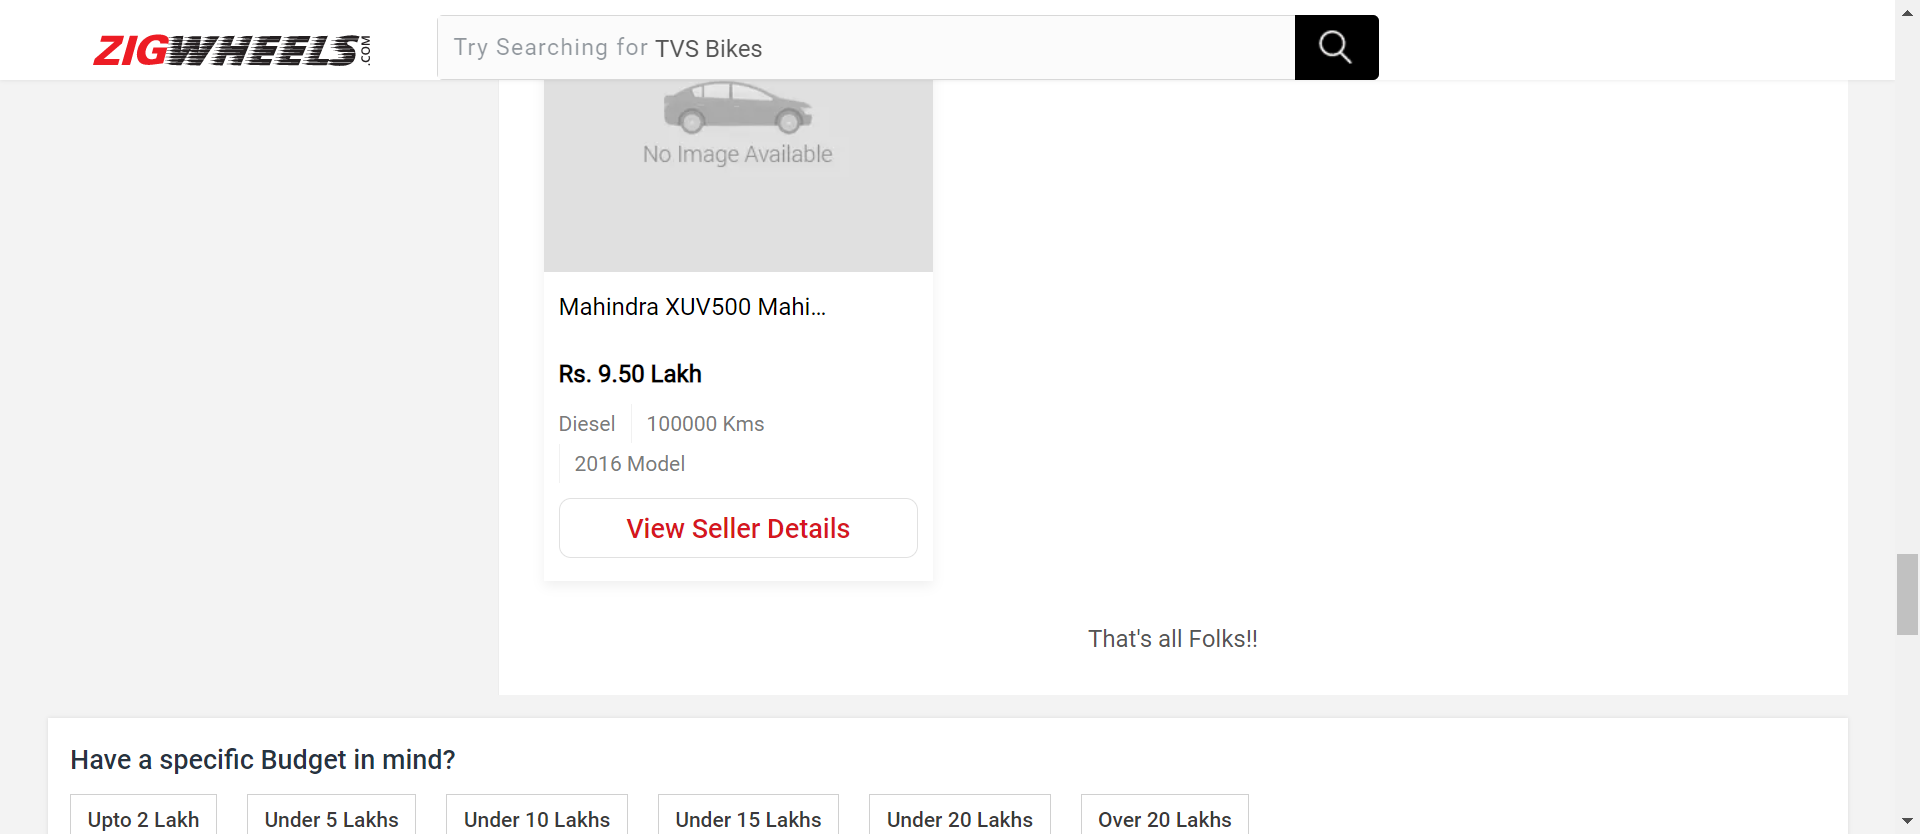 ZIGWHEELS.COM
Try Searching for TVS Bikes
No Image Available
Mahindra XUV500 Mahi...
Rs. 9.50 Lakh
Diesel 100000 Kms
2016 Model
View Seller Details
That's all Folks!!
Have a specific Budget in mind?
Upto 2 Lakh Under 5 Lakhs Under 10 Lakhs Under 15 Lakhs Under 20 Lakhs Over 20 Lakhs